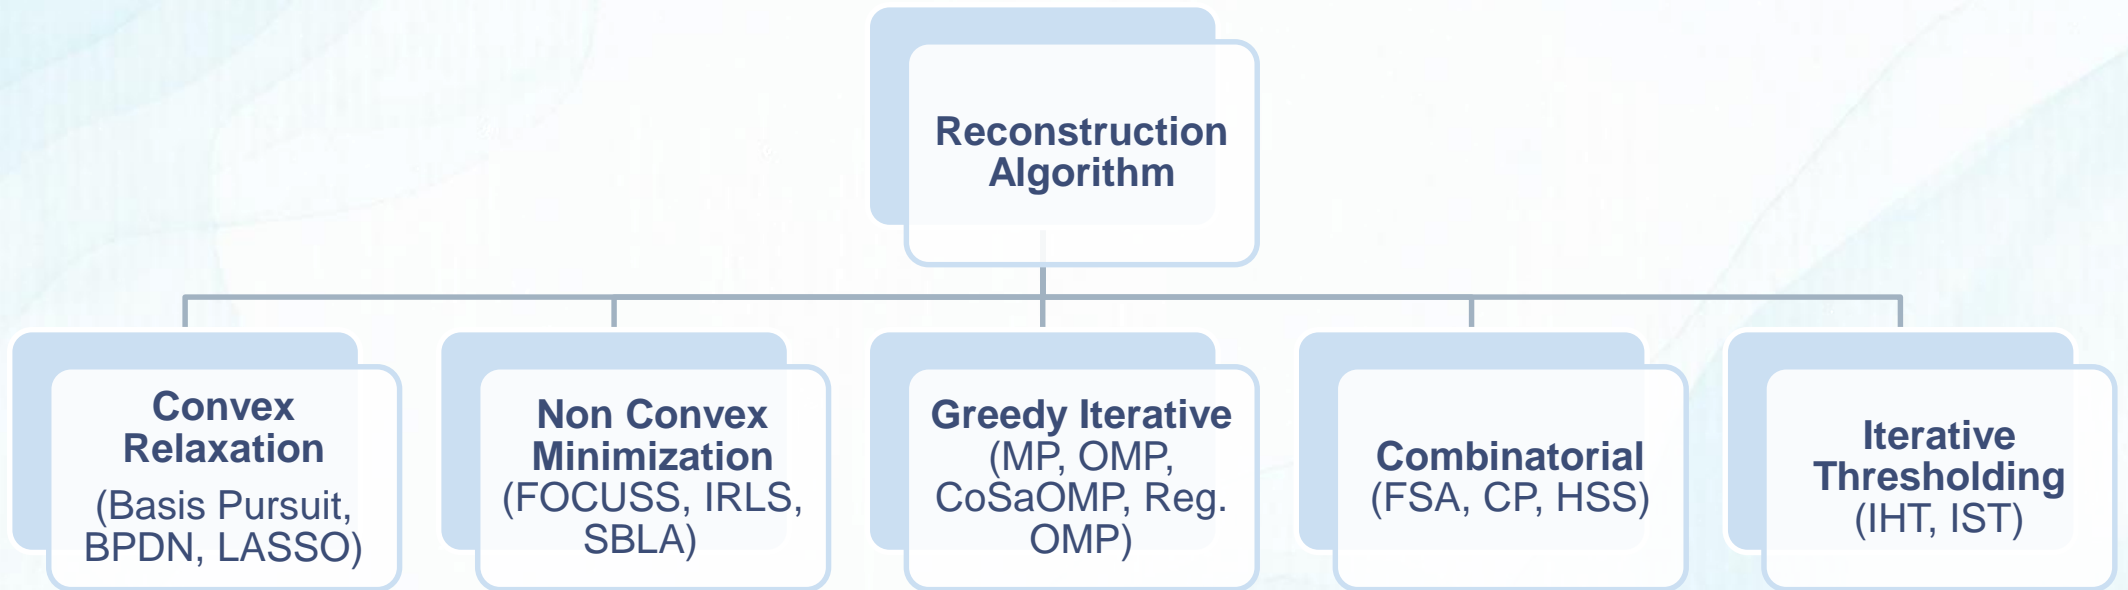 Reconstruction
Algorithm
Convex
Relaxation
(Basis Pursuit,
BPDN, LASSO)
Non Convex
Minimization
(FOCUSS, IRLS,
SBLA)
Greedy Iterative
(MP, OMP,
CoSaOMP, Reg.
OMP)
Combinatorial
(FSA, CP, HSS)
Iterative
Thresholding
(IHT, IST)